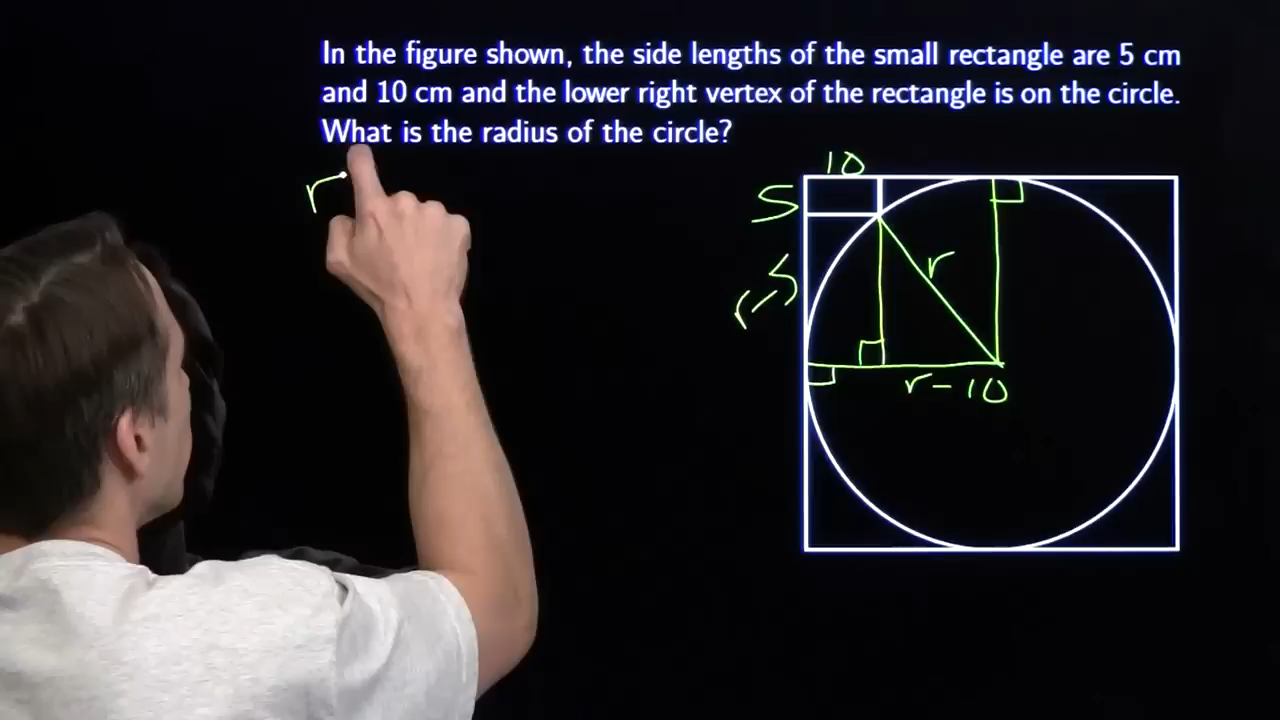 In the figure shown, the side lengths of the small rectangle are 5 cm
and 10 cm and the lower right vertex of the rectangle is on the circle.
What is the radius of the circle?
r
10
5
r-5
r
r-10